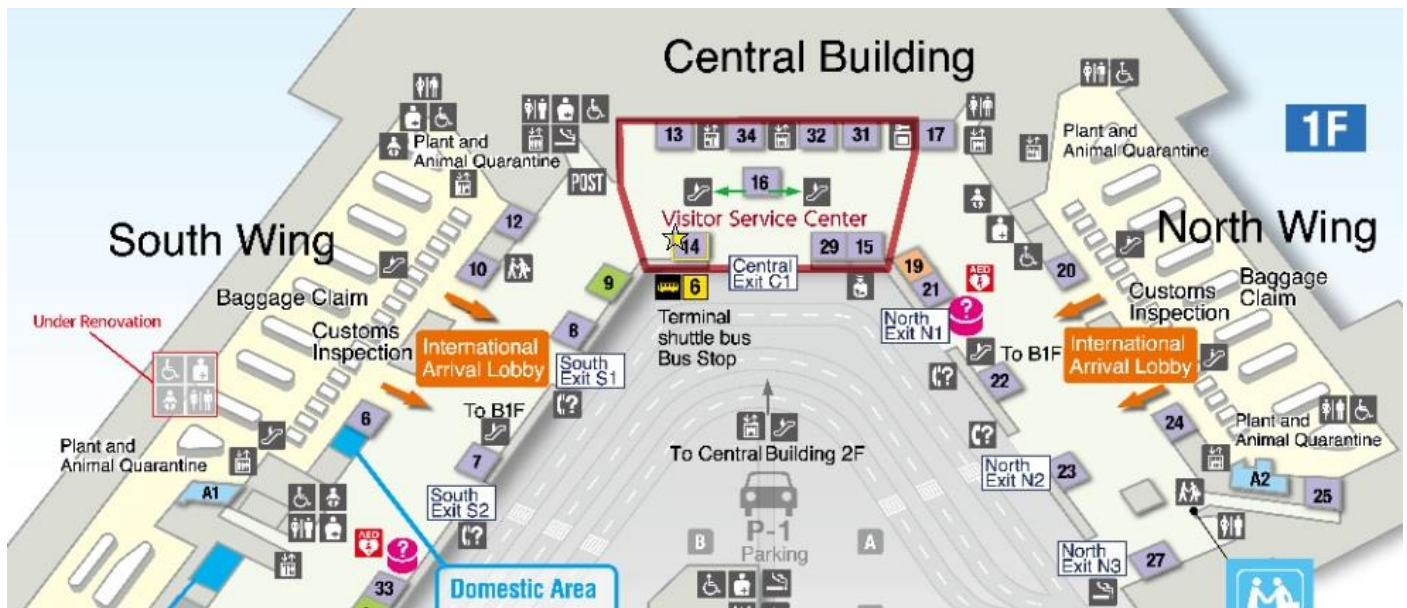 Central Building
1F
13
34
32
31
17
Plant and
Animal Quarantine
Plant and
Animal Quarantine
POST
16
12
Visitor Service Center
South Wing
North Wing
14
29
15
Central
Exit C1
10
9
19
21
AED
20
Baggage Claim
Baggage
Claim
Customs
Inspection
Customs
Inspection
6
Terminal
shuttle bus
Bus Stop
8
North
Exit N1
Under Renovation
International
Arrival Lobby
International
Arrival Lobby
South
Exit S1
To B1F
22
To B1F
6
24
Plant and
Animal Quarantine
Plant and
Animal Quarantine
To Central Building 2F
7
North
Exit N2
23
A1
A2
25
South
Exit S2
P-1
Parking
B
A
AED
33
North
Exit N3
27
Domestic Area